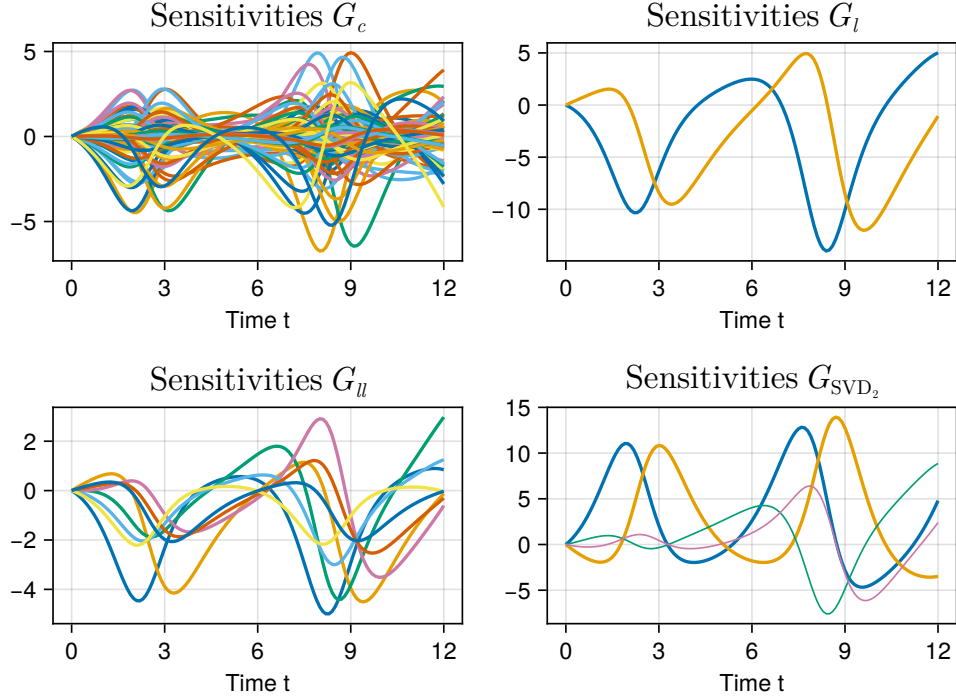 Sensitivities G_c
5
0
−5
0 3 6 9 12
Time t
Sensitivities G_l
5
0
−5
−10
0 3 6 9 12
Time t
Sensitivities G_ll
2
0
−2
−4
0 3 6 9 12
Time t
Sensitivities G_SVD₂
15
10
5
0
−5
0 3 6 9 12
Time t